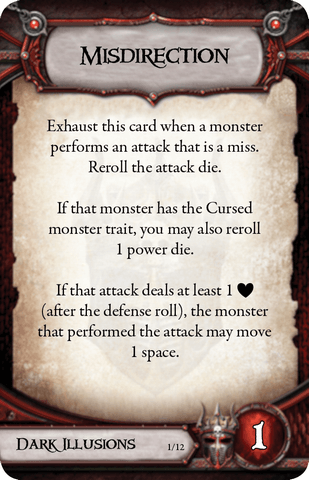 Misdirection
Exhaust this card when a monster
performs an attack that is a miss.
Reroll the attack die.
If that monster has the Cursed
monster trait, you may also reroll
1 power die.
If that attack deals at least 1 ♥
(after the defense roll), the monster
that performed the attack may move
1 space.
Dark Illusions 1/12 1